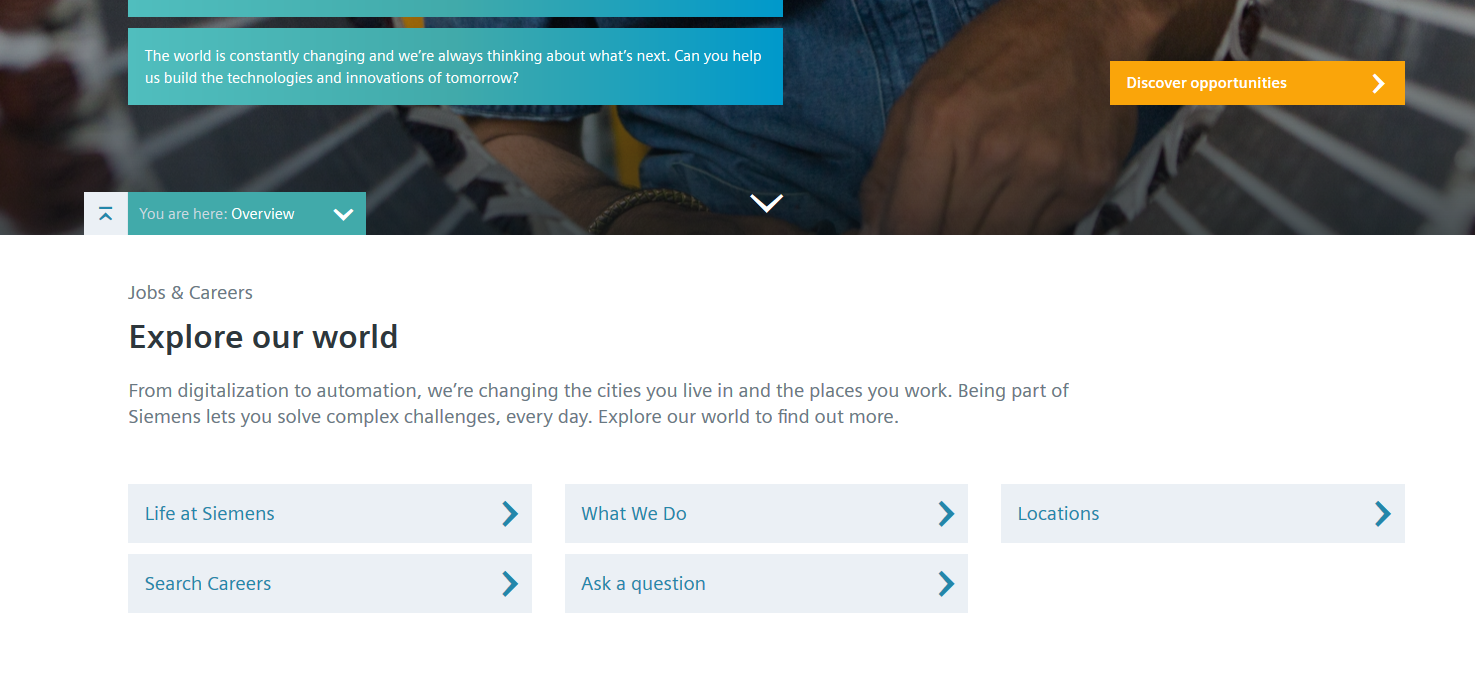 The world is constantly changing and we’re always thinking about what’s next. Can you help
us build the technologies and innovations of tomorrow?
Discover opportunities
You are here: Overview
Jobs & Careers
Explore our world
From digitalization to automation, we’re changing the cities you live in and the places you work. Being part of
Siemens lets you solve complex challenges, every day. Explore our world to find out more.
Life at Siemens
What We Do
Locations
Search Careers
Ask a question